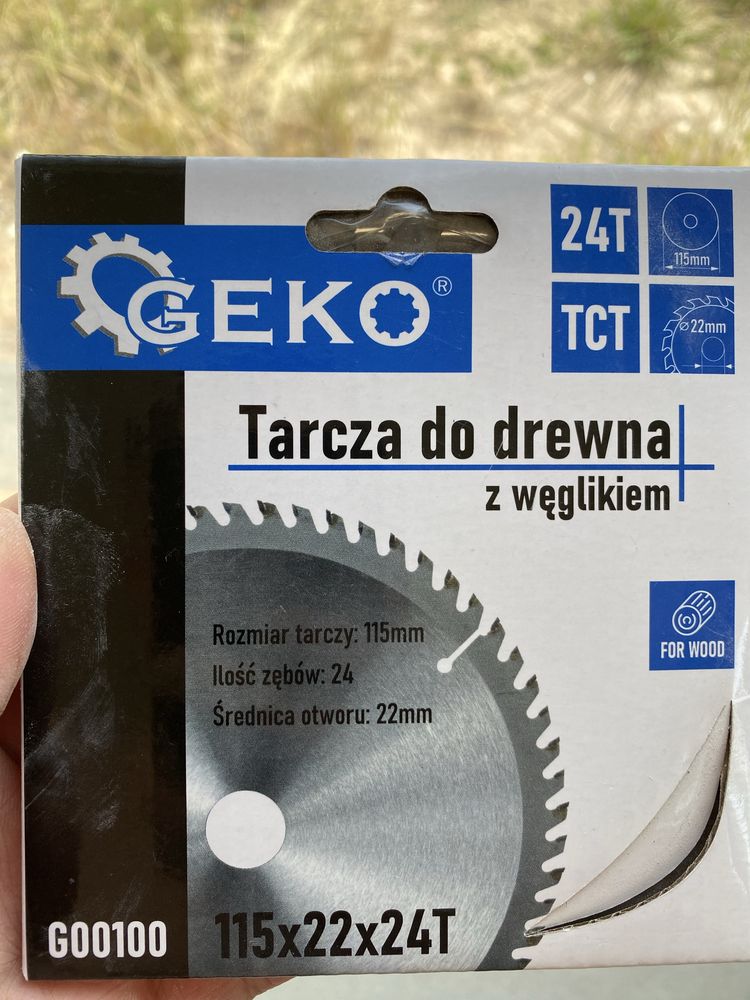 GEKO®
24T
115mm
TCT
⌀22mm
Tarcza do drewna
z węglikiem
Rozmiar tarczy: 115mm
Ilość zębów: 24
Średnica otworu: 22mm
FOR WOOD
G00100
115x22x24T